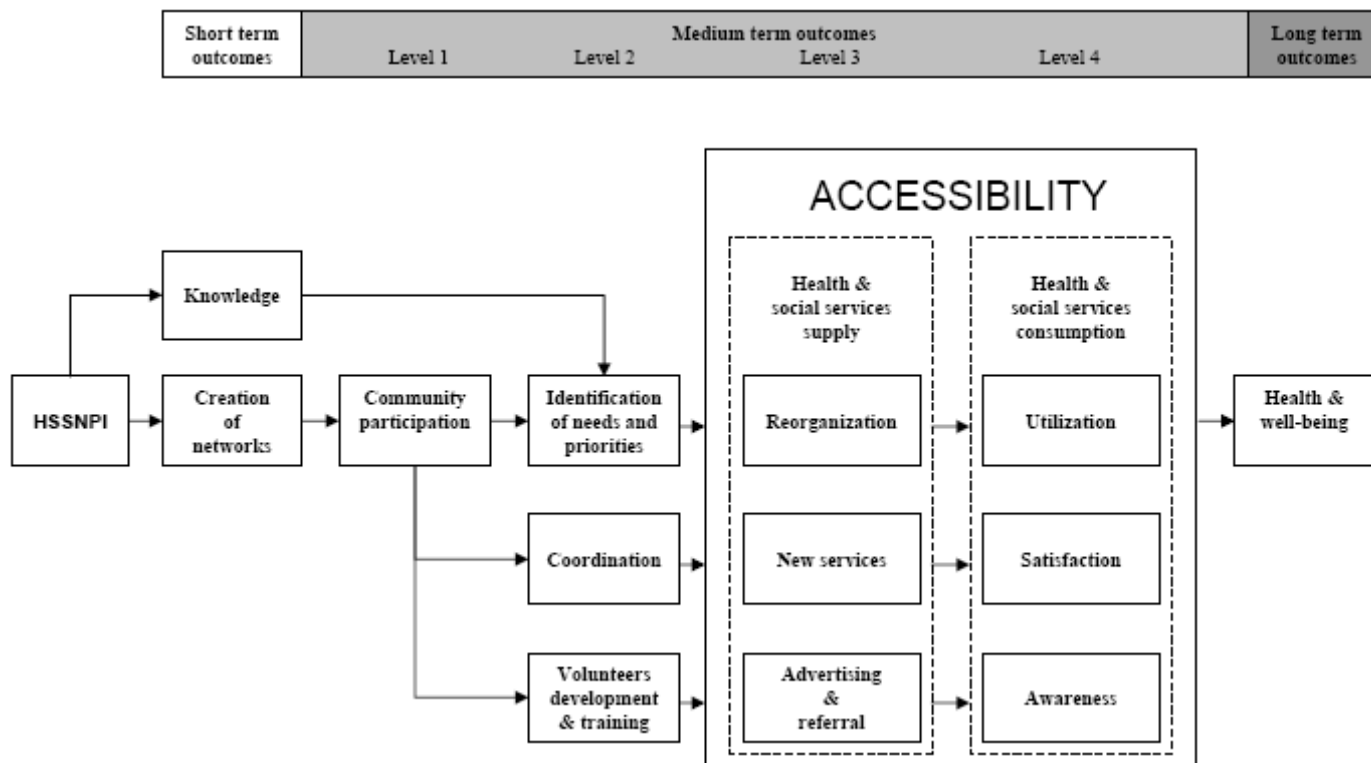 Short term
outcomes
Medium term outcomes
Level 1
Level 2
Level 3
Level 4
Long term
outcomes
ACCESSIBILITY
Knowledge
Health &
social services
supply
Health &
social services
consumption
HSSNPI
Creation
of
networks
Community
participation
Identification
of needs and
priorities
Reorganization
Utilization
Health &
well-being
Coordination
New services
Satisfaction
Volunteers
development
& training
Advertising
&
referral
Awareness